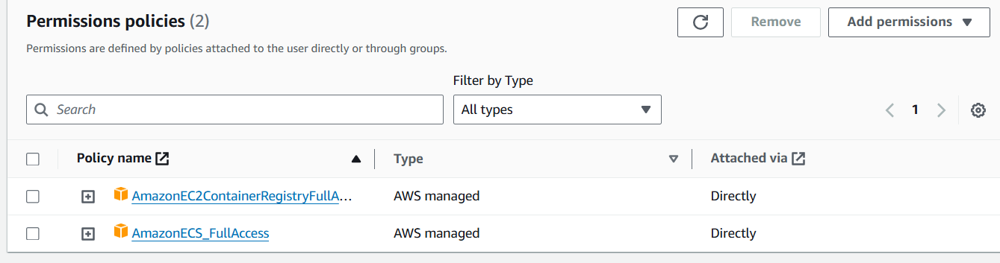 Permissions policies (2)
Remove
Add permissions
Permissions are defined by policies attached to the user directly or through groups.
Filter by Type
Search
All types
1
Policy name
Type
Attached via
AmazonEC2ContainerRegistryFullA...
AWS managed
Directly
AmazonECS_FullAccess
AWS managed
Directly